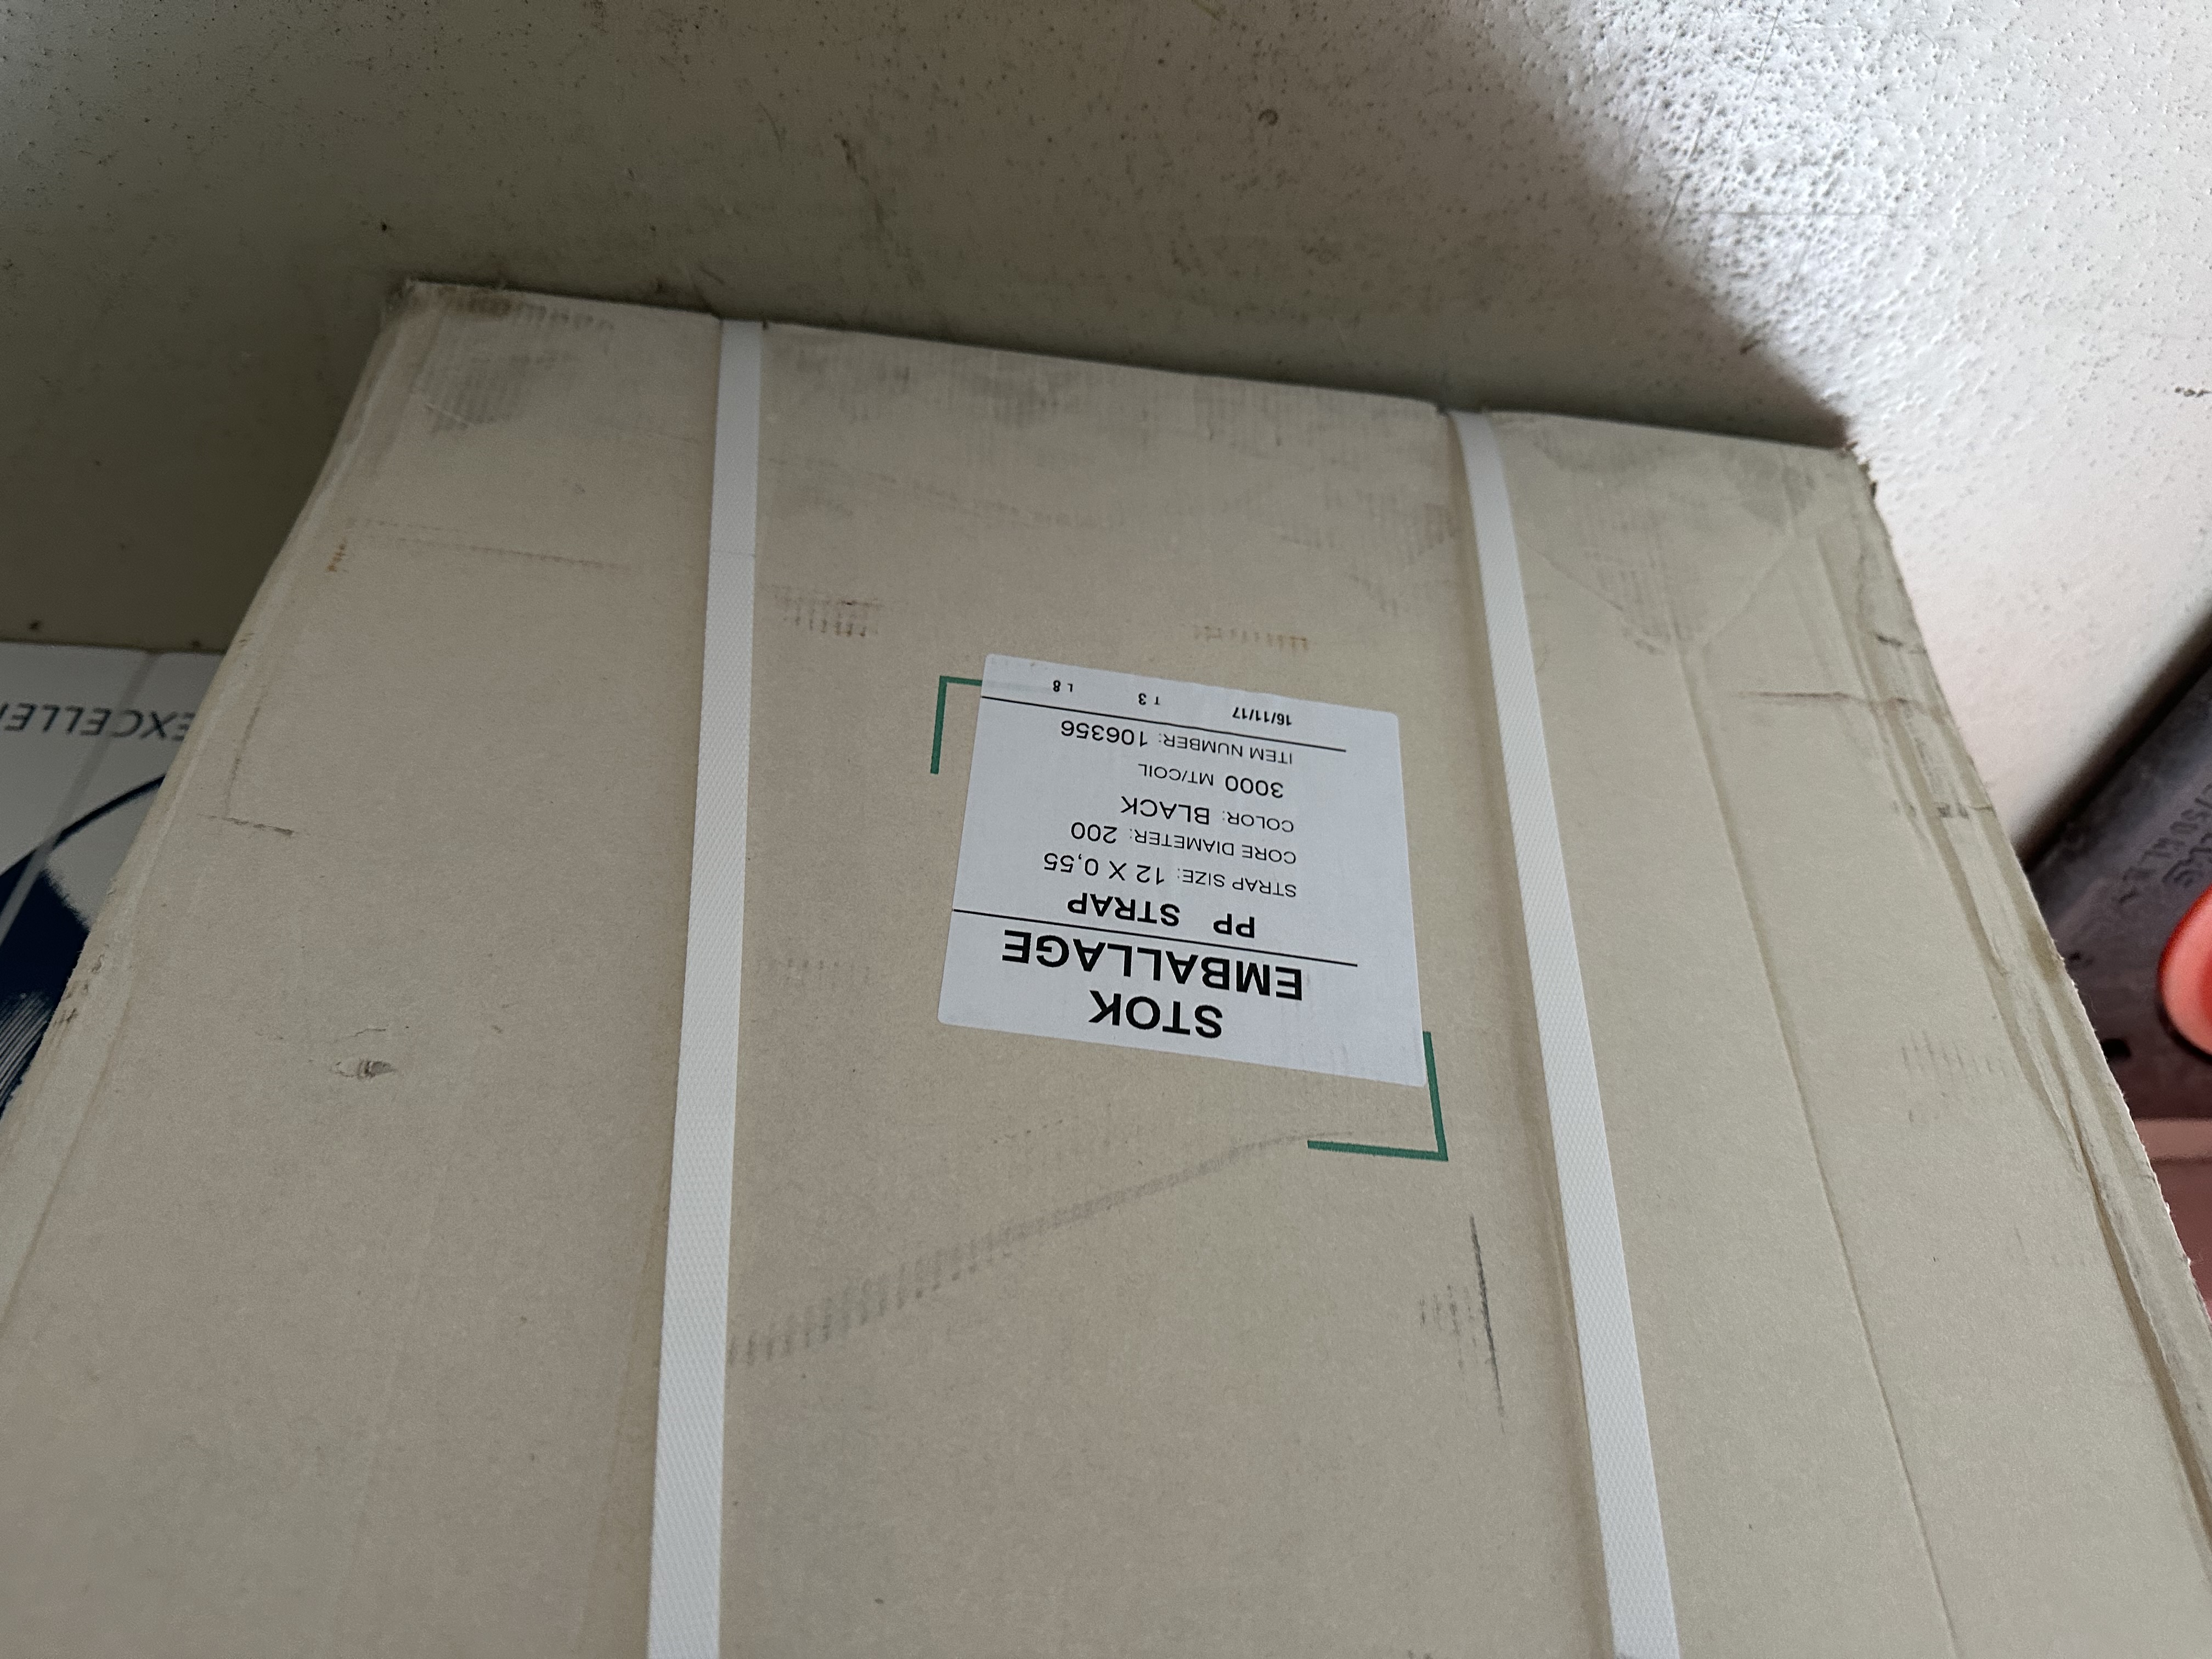 STOK
EMBALLAGE
PP STRAP
STRAP SIZE: 12 X 0,55
CORE DIAMETER: 200
COLOR: BLACK
3000 MT/COIL
ITEM NUMBER: 106356
16/11/17 T 3 L 8